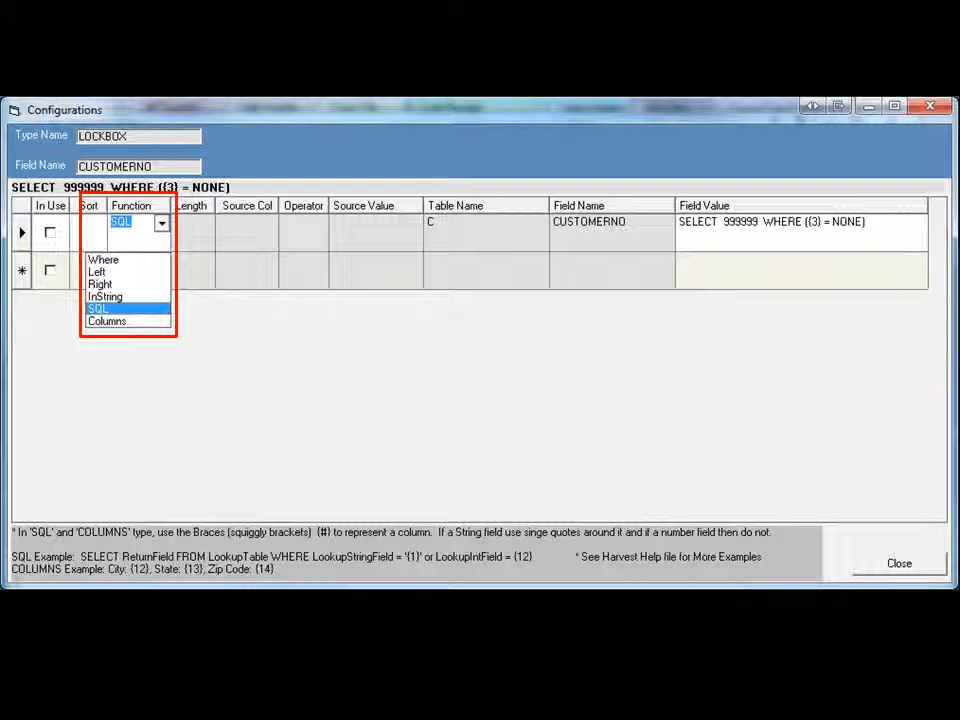 Configurations
Type Name LOCKBOX
Field Name CUSTOMERNO
SELECT 999999 WHERE ({3} = NONE)
In Use Sort Function Length Source Col Operator Source Value Table Name Field Name Field Value
SQL C CUSTOMERNO SELECT 999999 WHERE ({3} = NONE)
Where
Left
Right
InString
SQL
Columns
* In 'SQL' and 'COLUMNS' type, use the Braces (squiggly brackets) {#} to represent a column. If a String field use singe quotes around it and if a number field then do not.
SQL Example: SELECT ReturnField FROM LookupTable WHERE LookupStringField = '{1}' or LookupIntField = {12} * See Harvest Help file for More Examples
COLUMNS Example: City: {12}, State: {13}, Zip Code: {14}
Close